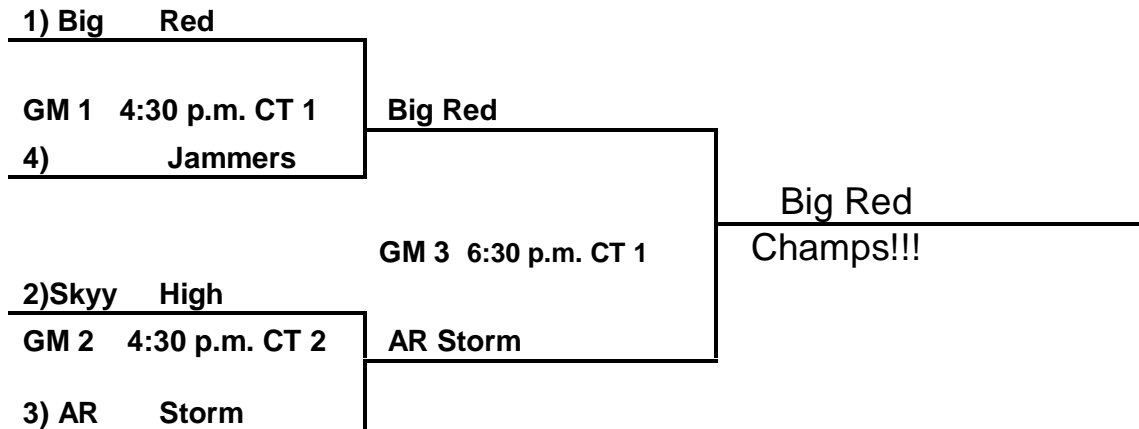 1) Big Red
GM 1 4:30 p.m. CT 1
Big Red
4) Jammers
Big Red
Champs!!!
GM 3 6:30 p.m. CT 1
2)Skyy High
GM 2 4:30 p.m. CT 2
AR Storm
3) AR Storm